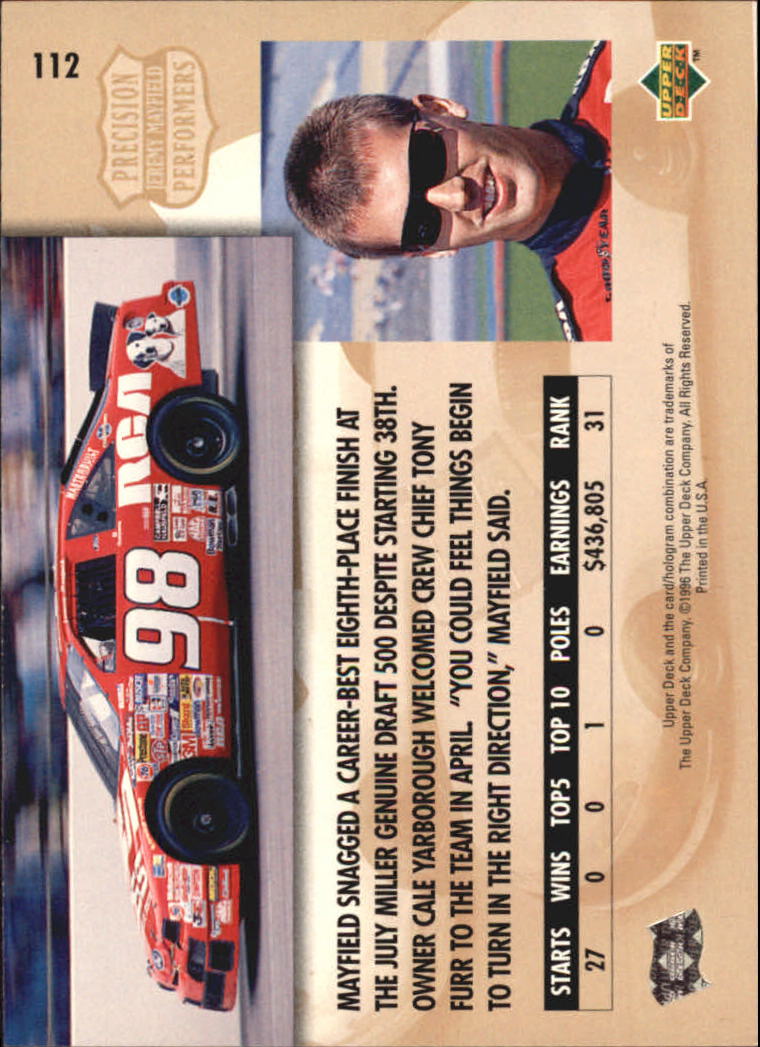 112
PRECISION
JEREMY MAYFIELD
PERFORMERS
UPPER
DECK
TM
GOODYEAR
RCA
98
MAYFIELD SNAGGED A CAREER-BEST EIGHTH-PLACE FINISH AT
THE JULY MILLER GENUINE DRAFT 500 DESPITE STARTING 38TH.
OWNER CALE YARBOROUGH WELCOMED CREW CHEF TONY
FURR TO THE TEAM IN APRIL. "YOU COULD FEEL THINGS BEGIN
TO TURN IN THE RIGHT DIRECTION," MAYFIELD SAID.
STARTS WINS TOP5 TOP 10 POLES EARNINGS RANK
27 0 0 1 0 $436,805 31
Upper Deck and the card/hologram combination are trademarks of
The Upper Deck Company. ©1996 The Upper Deck Company. All Rights Reserved.
Printed in the U.S.A.